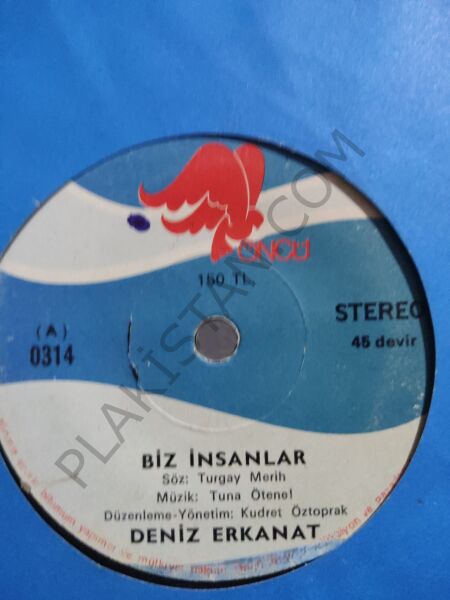 ÖNCÜ
150 TL.
STEREO
45 devir
(A)
0314
BİZ İNSANLAR
Söz: Turgay Merih
Müzik: Tuna Ötenel
Düzenleme-Yönetim: Kudret Öztoprak
DENİZ ERKANAT
PLAKİSTAN.COM